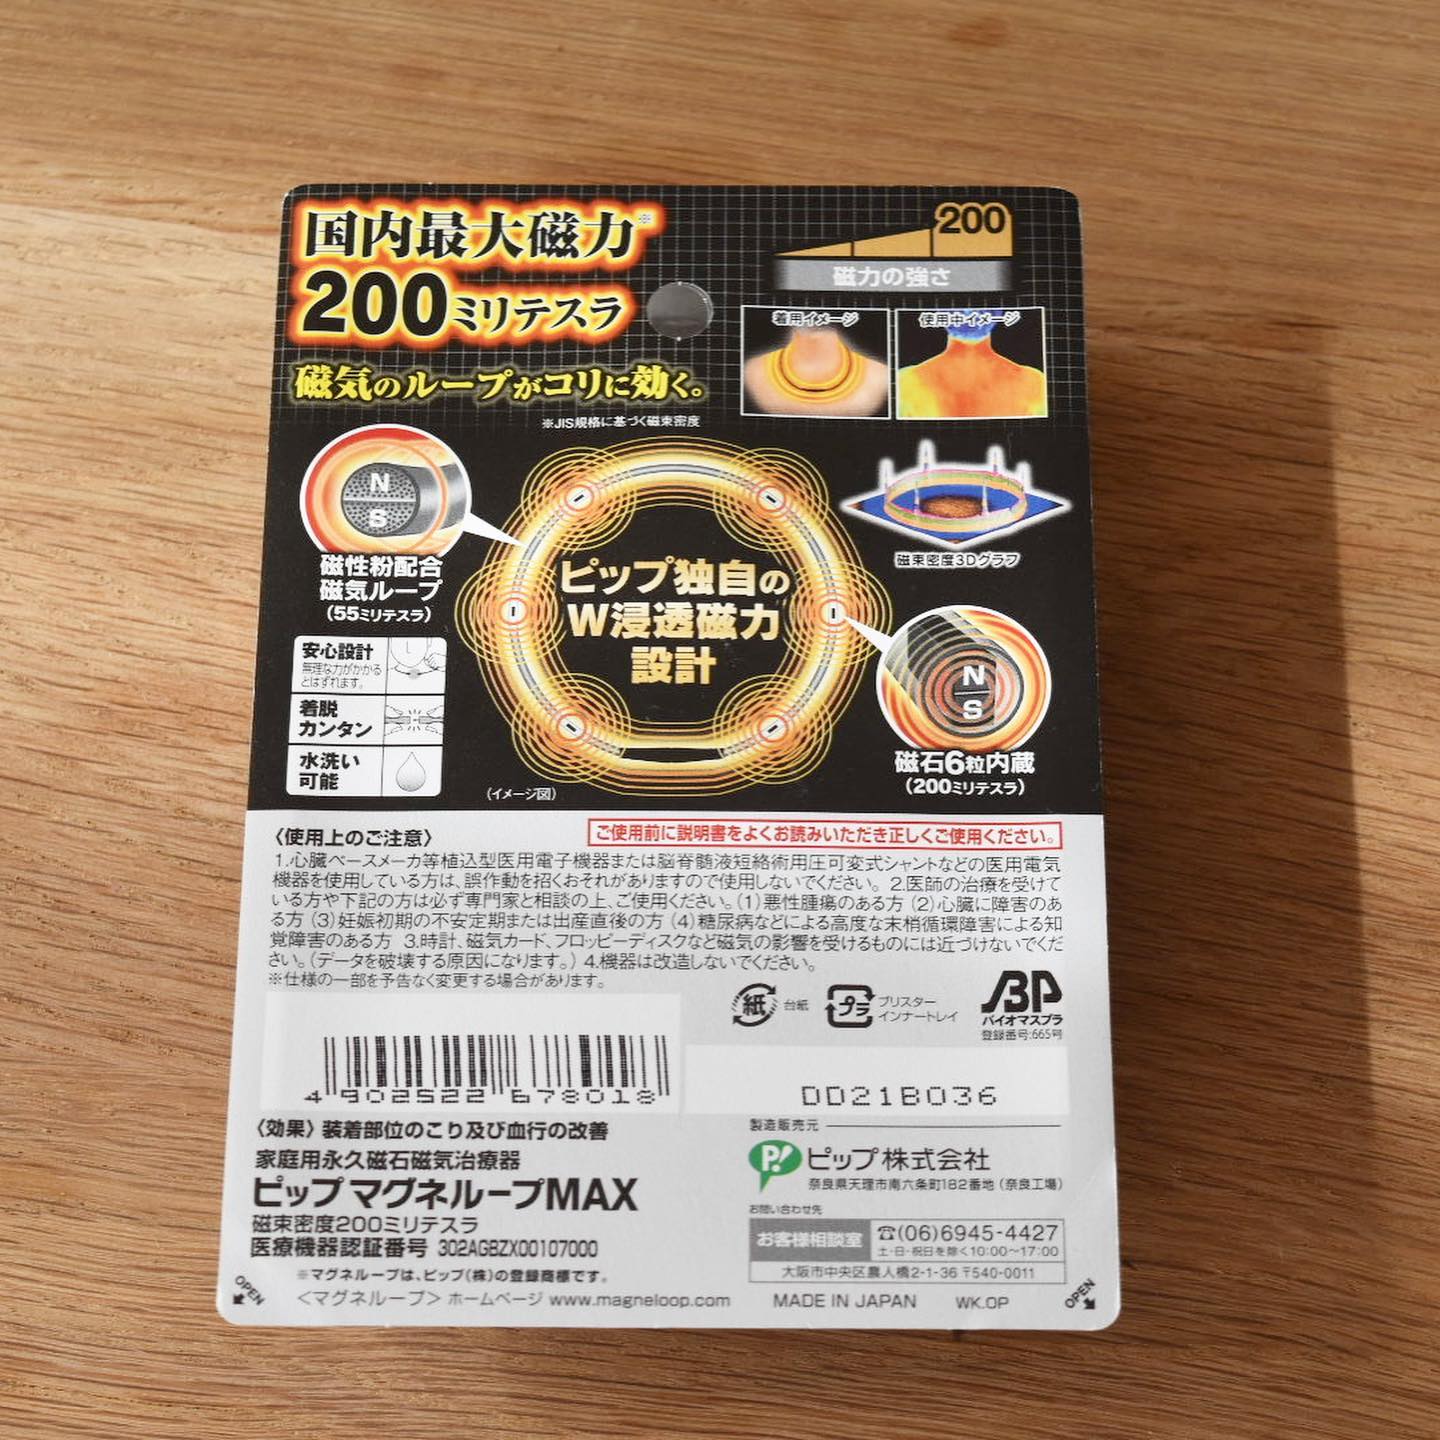 国内最大磁力※
200ミリテスラ
磁気のループがコリに効く。
※JIS規格に基づく磁束密度
200
磁力の強さ
着用イメージ
使用中イメージ
N
S
磁性粉配合
磁気ループ
(55ミリテスラ)
ピップ独自の
W浸透磁力
設計
磁束密度3Dグラフ
N
S
磁石6粒内蔵
(200ミリテスラ)
安心設計
無理な力がかかる
とはずれます。
着脱
カンタン
水洗い
可能
(イメージ図)
〈使用上のご注意〉
ご使用前に説明書をよくお読みいただき正しくご使用ください。
1.心臓ペースメーカ等植込型医用電子機器または脳脊髄液短絡術用圧可変式シャントなどの医用電気
機器を使用している方は、誤作動を招くおそれがありますので使用しないでください。 2.医師の治療を受けて
いる方や下記の方は必ず専門家と相談の上、ご使用ください。(1)悪性腫瘍のある方 (2)心臓に障害のあ
る方 (3)妊娠初期の不安定期または出産直後の方 (4)糖尿病などによる高度な末梢循環障害による知
覚障害のある方 3.時計、磁気カード、フロッピーディスクなど磁気の影響を受けるものには近づけないでくだ
さい。(データを破壊する原因になります。) 4.機器は改造しないでください。
※仕様の一部を予告なく変更する場合があります。
紙 台紙
プラ ブリスター
インナートレイ
BP
バイオマスプラ
登録番号:665号
4 902522 678018
DD21B036
〈効果〉装着部位のこり及び血行の改善
家庭用永久磁石磁気治療器
ピップマグネループMAX
磁束密度200ミリテスラ
医療機器認証番号 302AGBZX00107000
※マグネループは、ピップ(株)の登録商標です。
<マグネループ> ホームページ www.magneloop.com
製造販売元
P! ピップ株式会社
奈良県天理市南六条町182番地 (奈良工場)
お問い合わせ先
お客様相談室
☎(06)6945-4427
土・日・祝日を除く10:00〜17:00
大阪市中央区農人橋2-1-36 〒540-0011
MADE IN JAPAN WK.OP
OPEN
OPEN